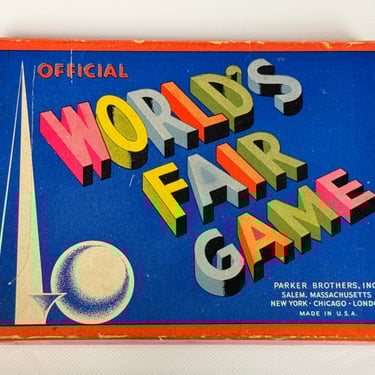 OFFICIAL
WORLD'S
FAIR
GAME
PARKER BROTHERS, INC.
SALEM, MASSACHUSETTS
NEW YORK · CHICAGO · LONDON
MADE IN U.S.A.